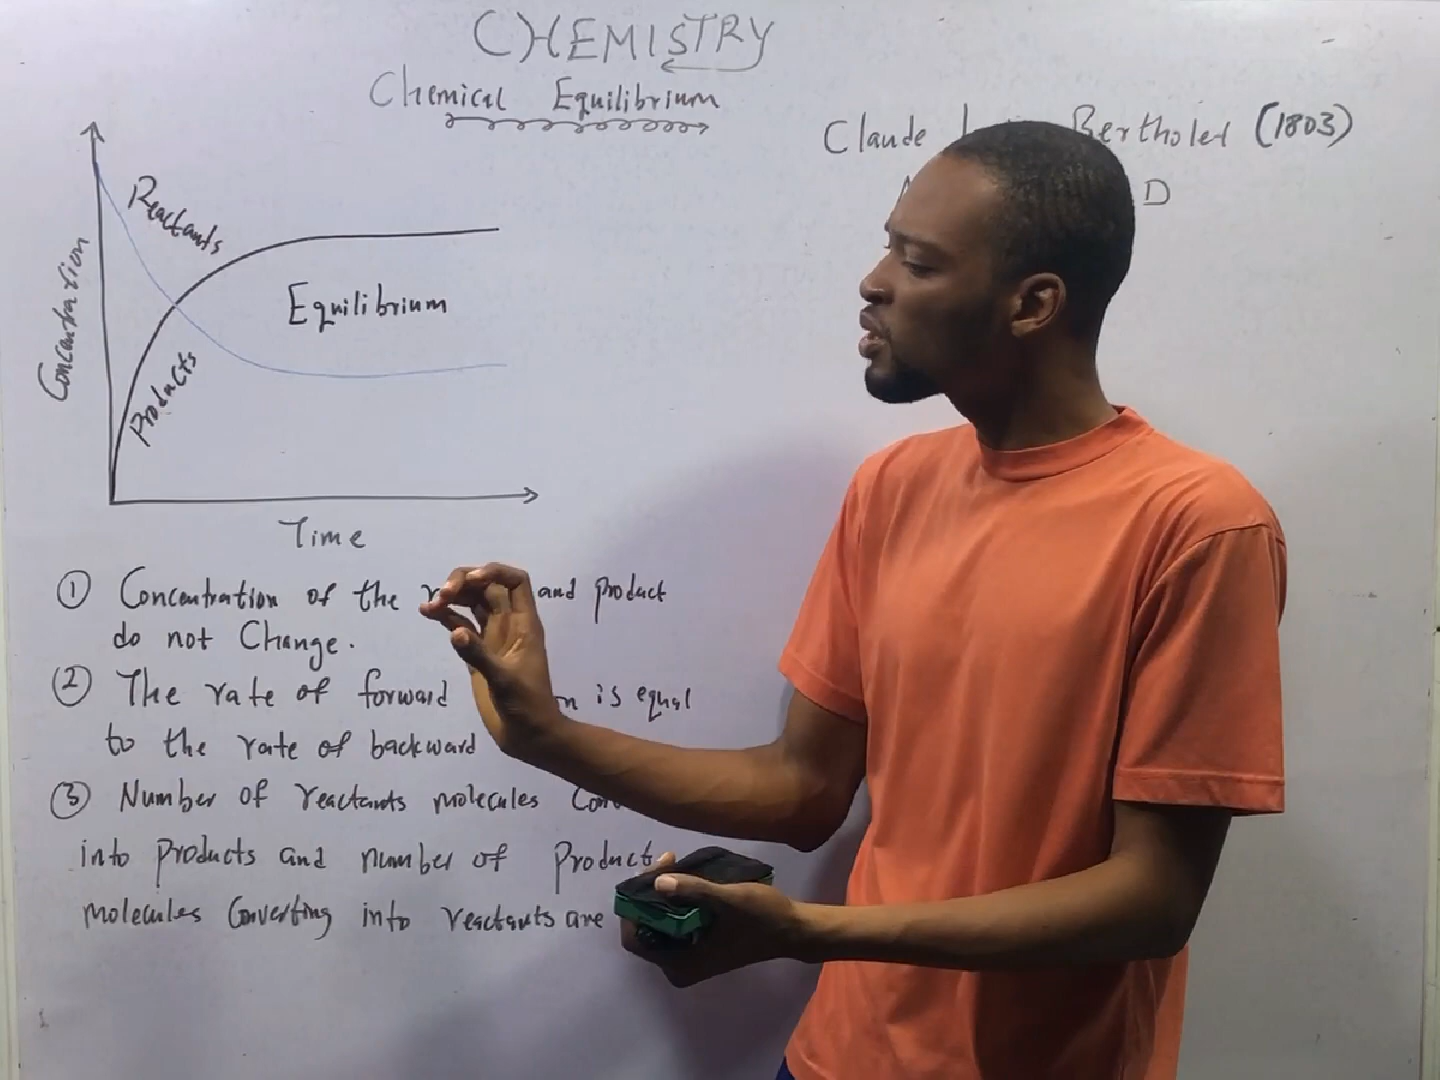 CHEMISTRY
Chemical Equilibrium
Claude Bertholet (1803)
D
Concentration
Reactants
Products
Equilibrium
Time
① Concentration of the and product
do not Change.
② The rate of forward is equal
to the rate of backward
③ Number of reactants molecules
into products and number of Product
molecules Converting into reactants are